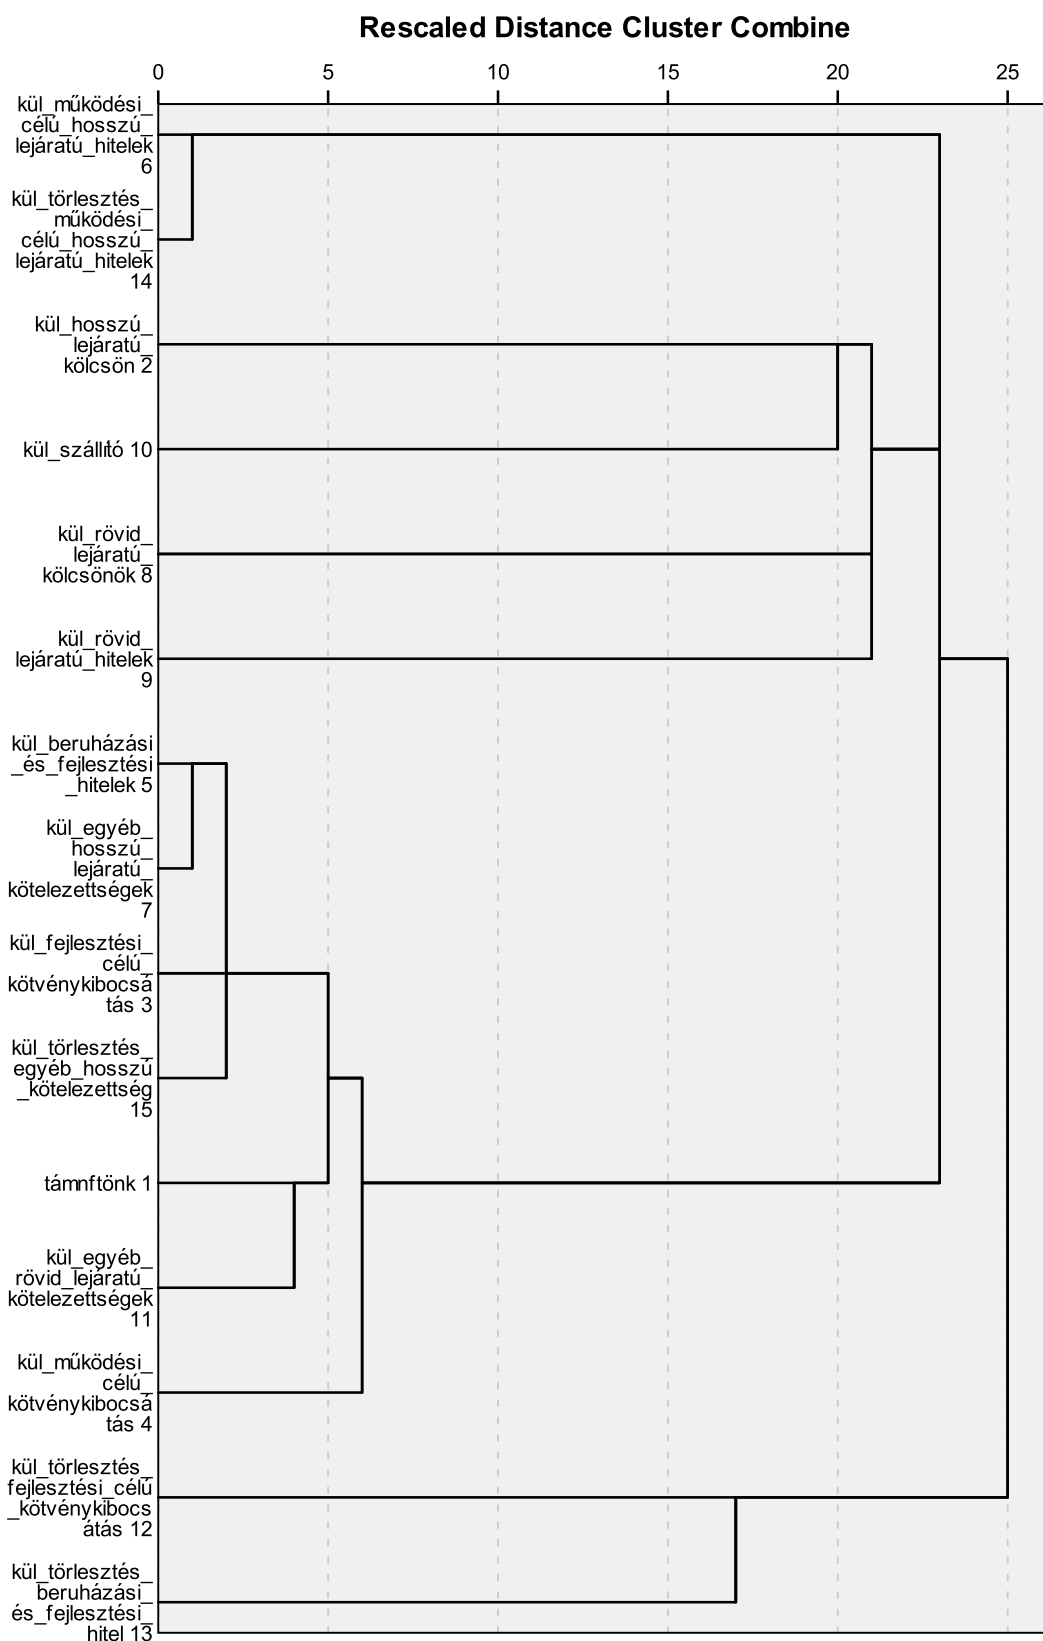 Rescaled Distance Cluster Combine
0 5 10 15 20 25
kül_működési_
célú_hosszú_
lejáratú_hitelek
6
kül_törlesztés_
működési_
célú_hosszú_
lejáratú_hitelek
14
kül_hosszú_
lejáratú_
kölcsön 2
kül_szállító 10
kül_rövid_
lejáratú_
kölcsönök 8
kül_rövid_
lejáratú_hitelek
9
kül_beruházási
_és_fejlesztési
_hitelek 5
kül_egyéb_
hosszú_
lejáratú_
kötelezettségek
7
kül_fejlesztési_
célú_
kötvénykibocsá
tás 3
kül_törlesztés_
egyéb_hosszú
_kötelezettség
15
támnftönk 1
kül_egyéb_
rövid_lejáratú_
kötelezettségek
11
kül_működési_
célú_
kötvénykibocsá
tás 4
kül_törlesztés_
fejlesztési_célú
_kötvénykibocs
átás 12
kül_törlesztés_
beruházási_
és_fejlesztési_
hitel 13